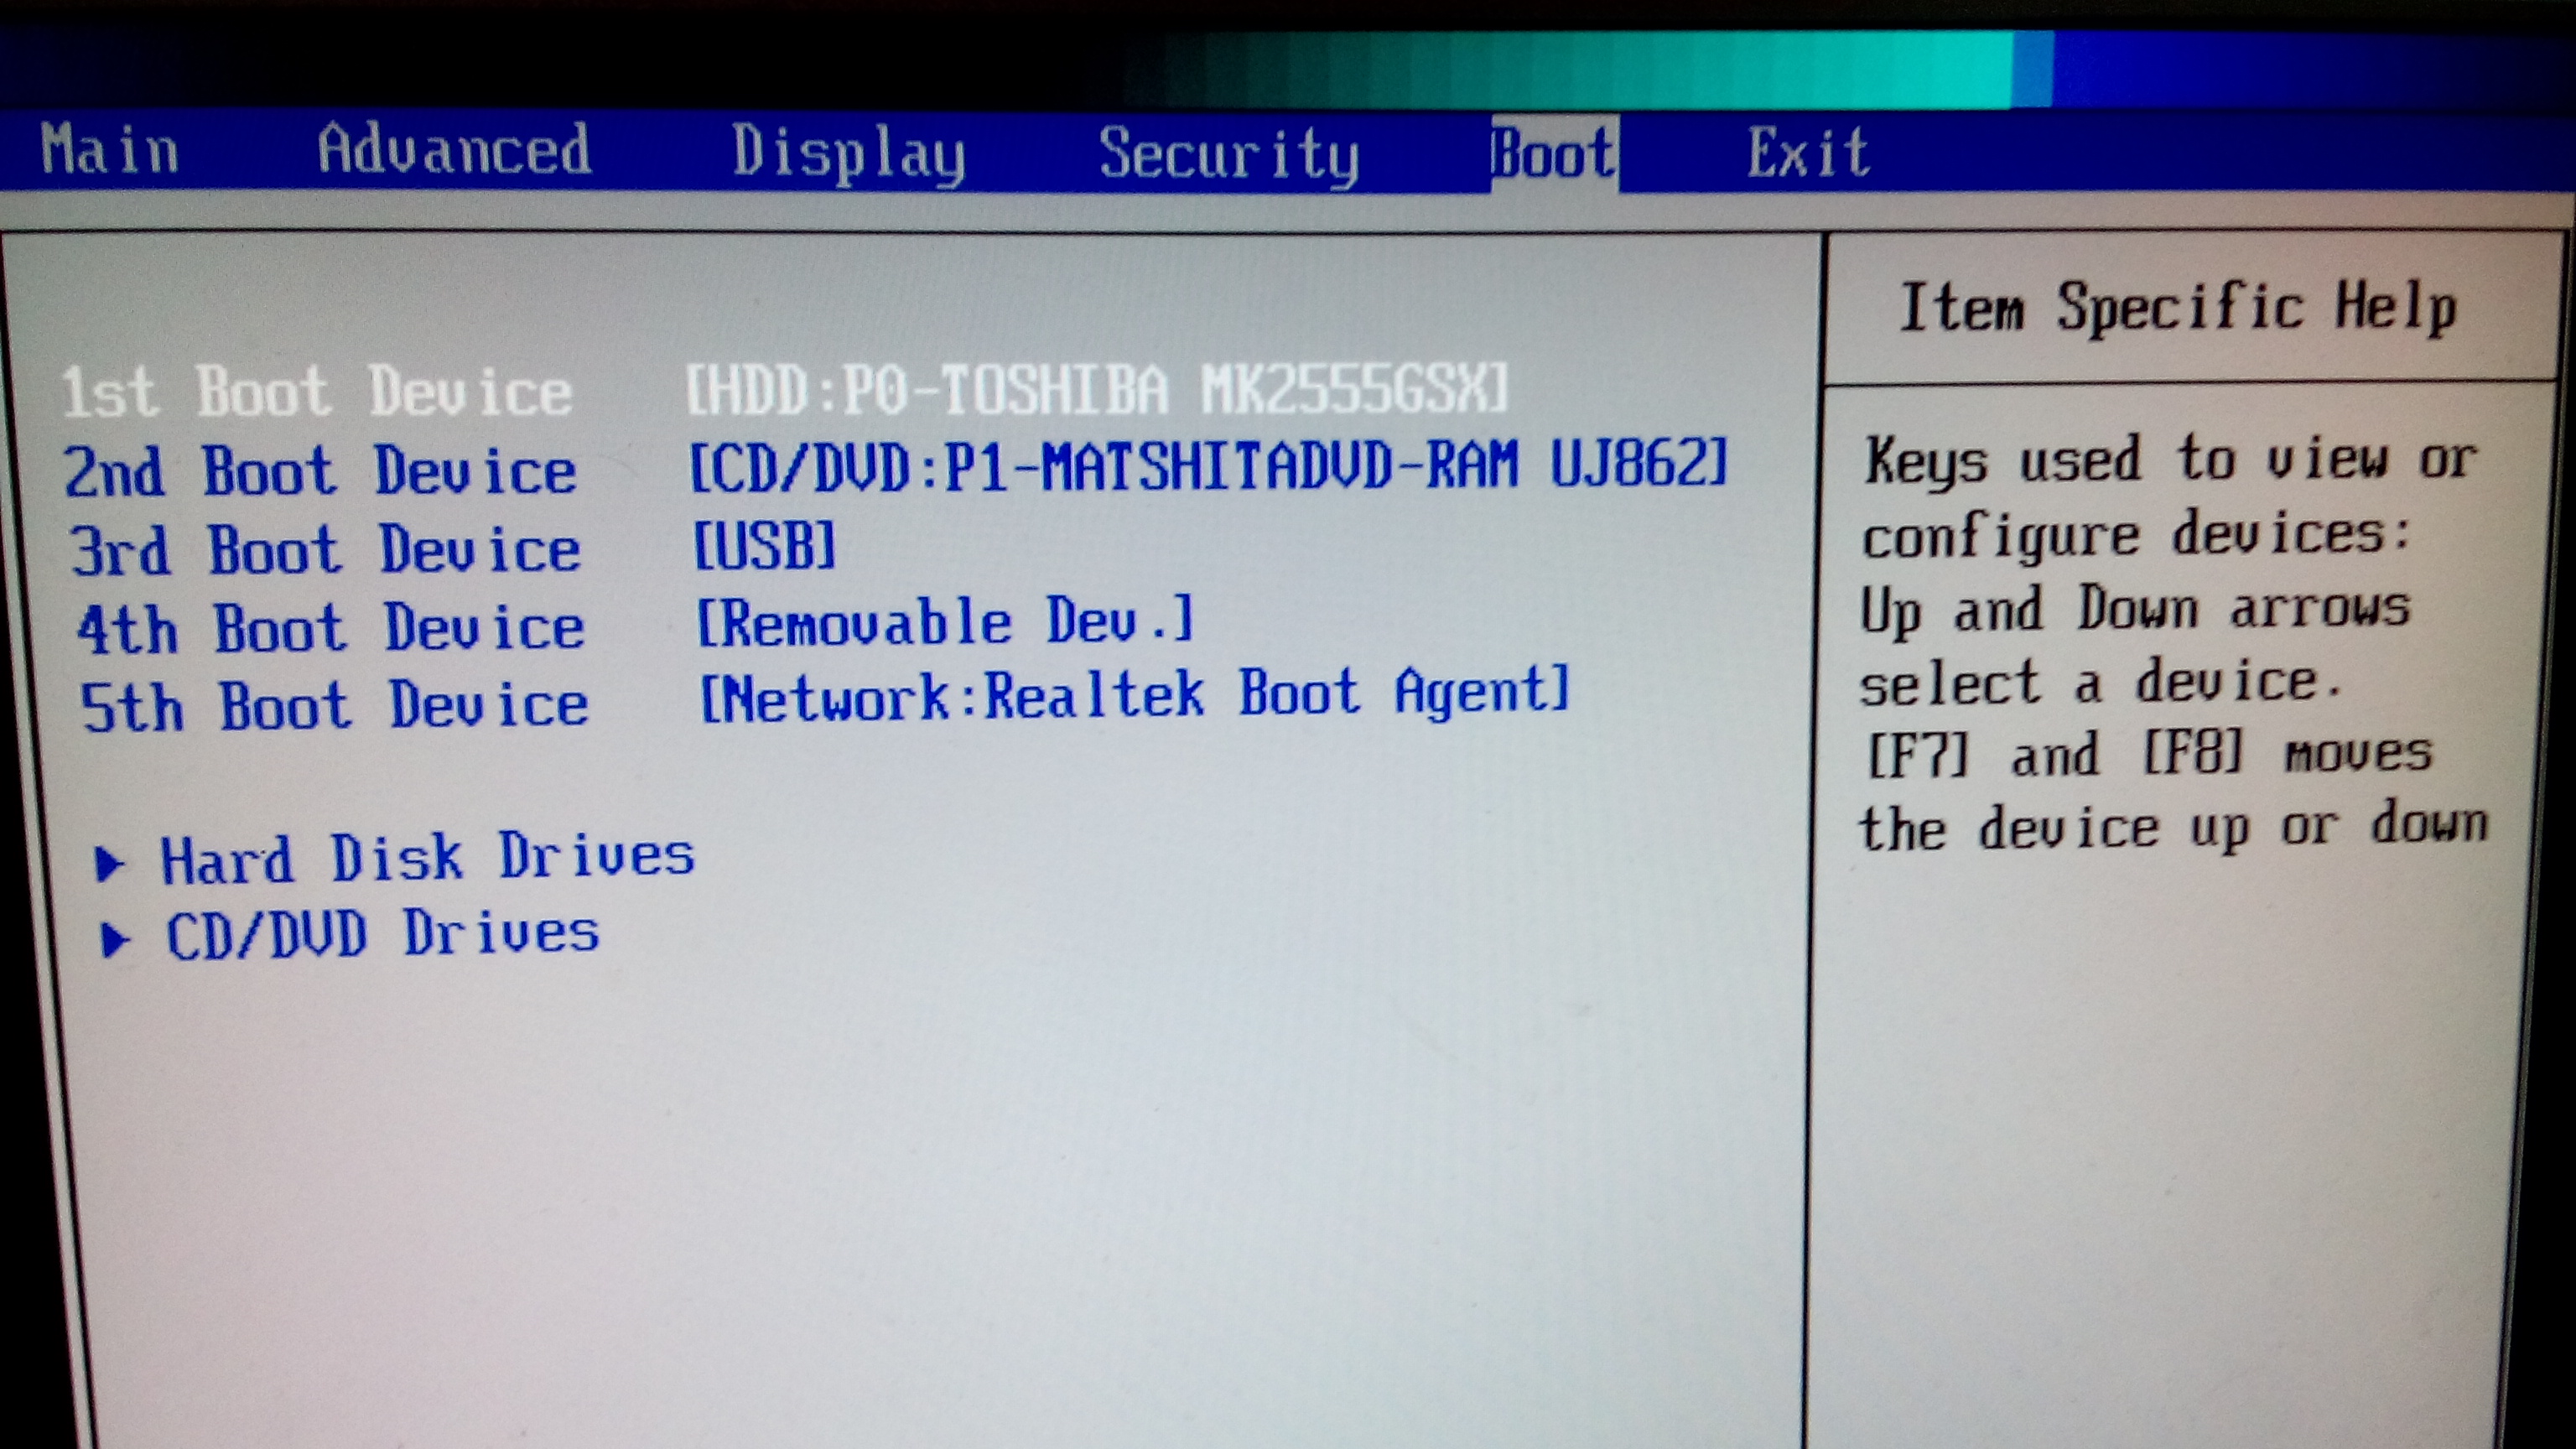 Main Advanced Display Security Boot Exit
Item Specific Help
1st Boot Device [HDD:P0-TOSHIBA MK2555GSX]
2nd Boot Device [CD/DVD:P1-MATSHITADVD-RAM UJ862]
3rd Boot Device [USB]
4th Boot Device [Removable Dev.]
5th Boot Device [Network:Realtek Boot Agent]
▶ Hard Disk Drives
▶ CD/DVD Drives
Keys used to view or
configure devices:
Up and Down arrows
select a device.
[F7] and [F8] moves
the device up or down